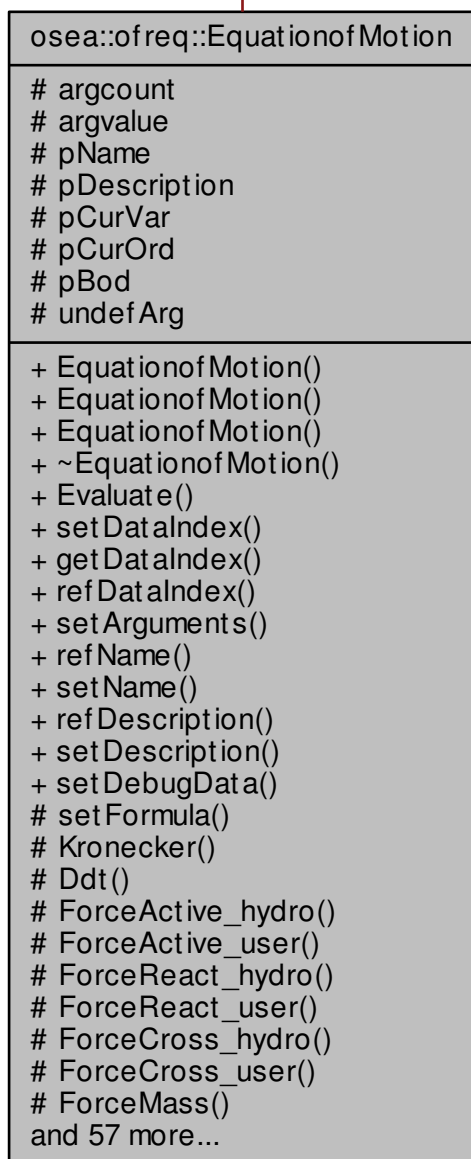 osea::ofreq::EquationofMotion
# argcount
# argvalue
# pName
# pDescription
# pCurVar
# pCurOrd
# pBod
# undefArg
+ EquationofMotion()
+ EquationofMotion()
+ EquationofMotion()
+ ~EquationofMotion()
+ Evaluate()
+ setDataIndex()
+ getDataIndex()
+ refDataIndex()
+ setArguments()
+ refName()
+ setName()
+ refDescription()
+ setDescription()
+ setDebugData()
# setFormula()
# Kronecker()
# Ddt()
# ForceActive_hydro()
# ForceActive_user()
# ForceReact_hydro()
# ForceReact_user()
# ForceCross_hydro()
# ForceCross_user()
# ForceMass()
and 57 more...